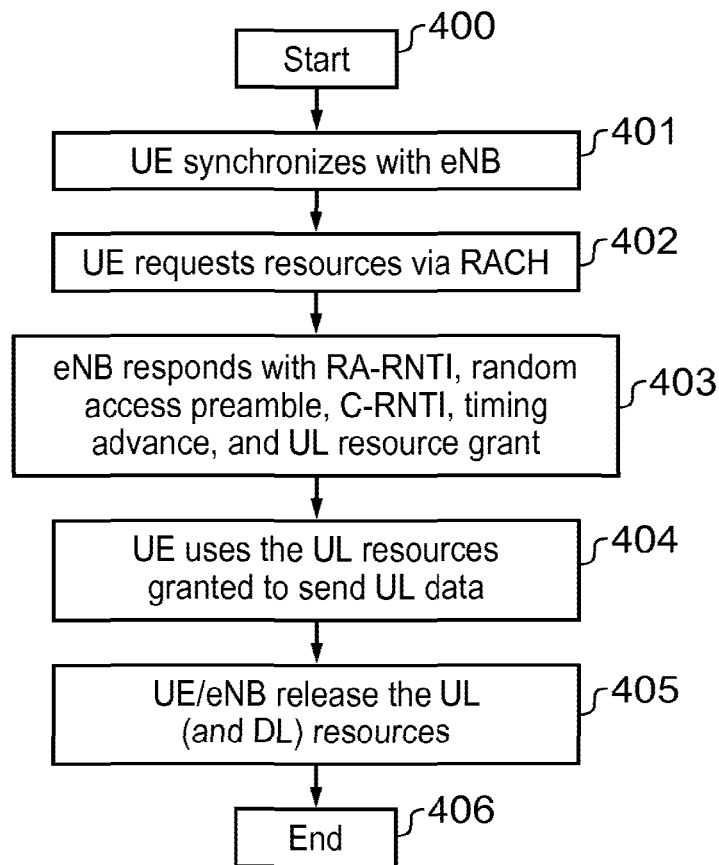 400
Start
401
UE synchronizes with eNB
402
UE requests resources via RACH
403
eNB responds with RA-RNTI, random
access preamble, C-RNTI, timing
advance, and UL resource grant
404
UE uses the UL resources
granted to send UL data
405
UE/eNB release the UL
(and DL) resources
406
End